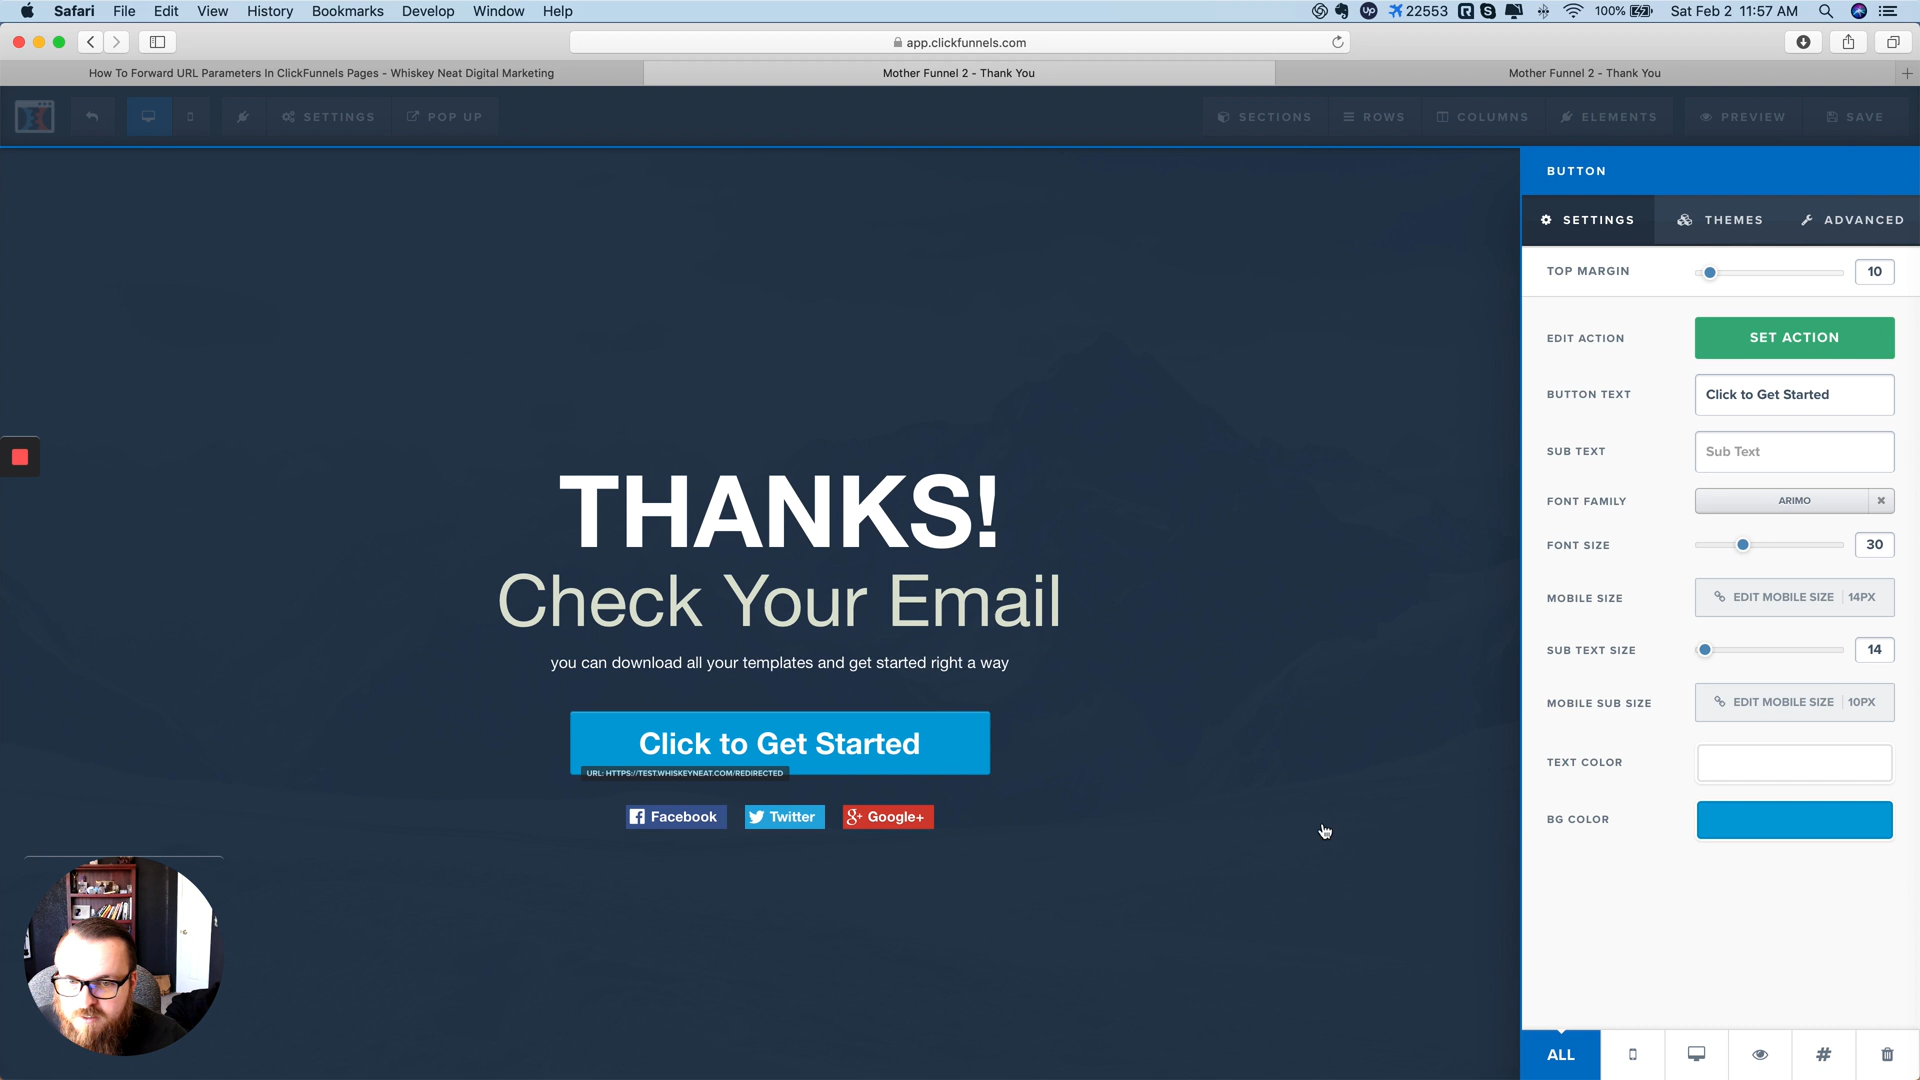 Safari File Edit View History Bookmarks Develop Window Help
22553 100% Sat Feb 2 11:57 AM
app.clickfunnels.com
How To Forward URL Parameters In ClickFunnels Pages - Whiskey Neat Digital Marketing
Mother Funnel 2 - Thank You
Mother Funnel 2 - Thank You
SETTINGS POP UP SECTIONS ROWS COLUMNS ELEMENTS PREVIEW SAVE
BUTTON
SETTINGS THEMES ADVANCED
TOP MARGIN 10
EDIT ACTION SET ACTION
BUTTON TEXT Click to Get Started
SUB TEXT Sub Text
FONT FAMILY ARIMO
FONT SIZE 30
MOBILE SIZE EDIT MOBILE SIZE 14PX
SUB TEXT SIZE 14
MOBILE SUB SIZE EDIT MOBILE SIZE 10PX
TEXT COLOR
BG COLOR
ALL #
THANKS!
Check Your Email
you can download all your templates and get started right a way
Click to Get Started
URL: HTTPS://TEST.WHISKEYNEAT.COM/REDIRECTED
Facebook Twitter Google+